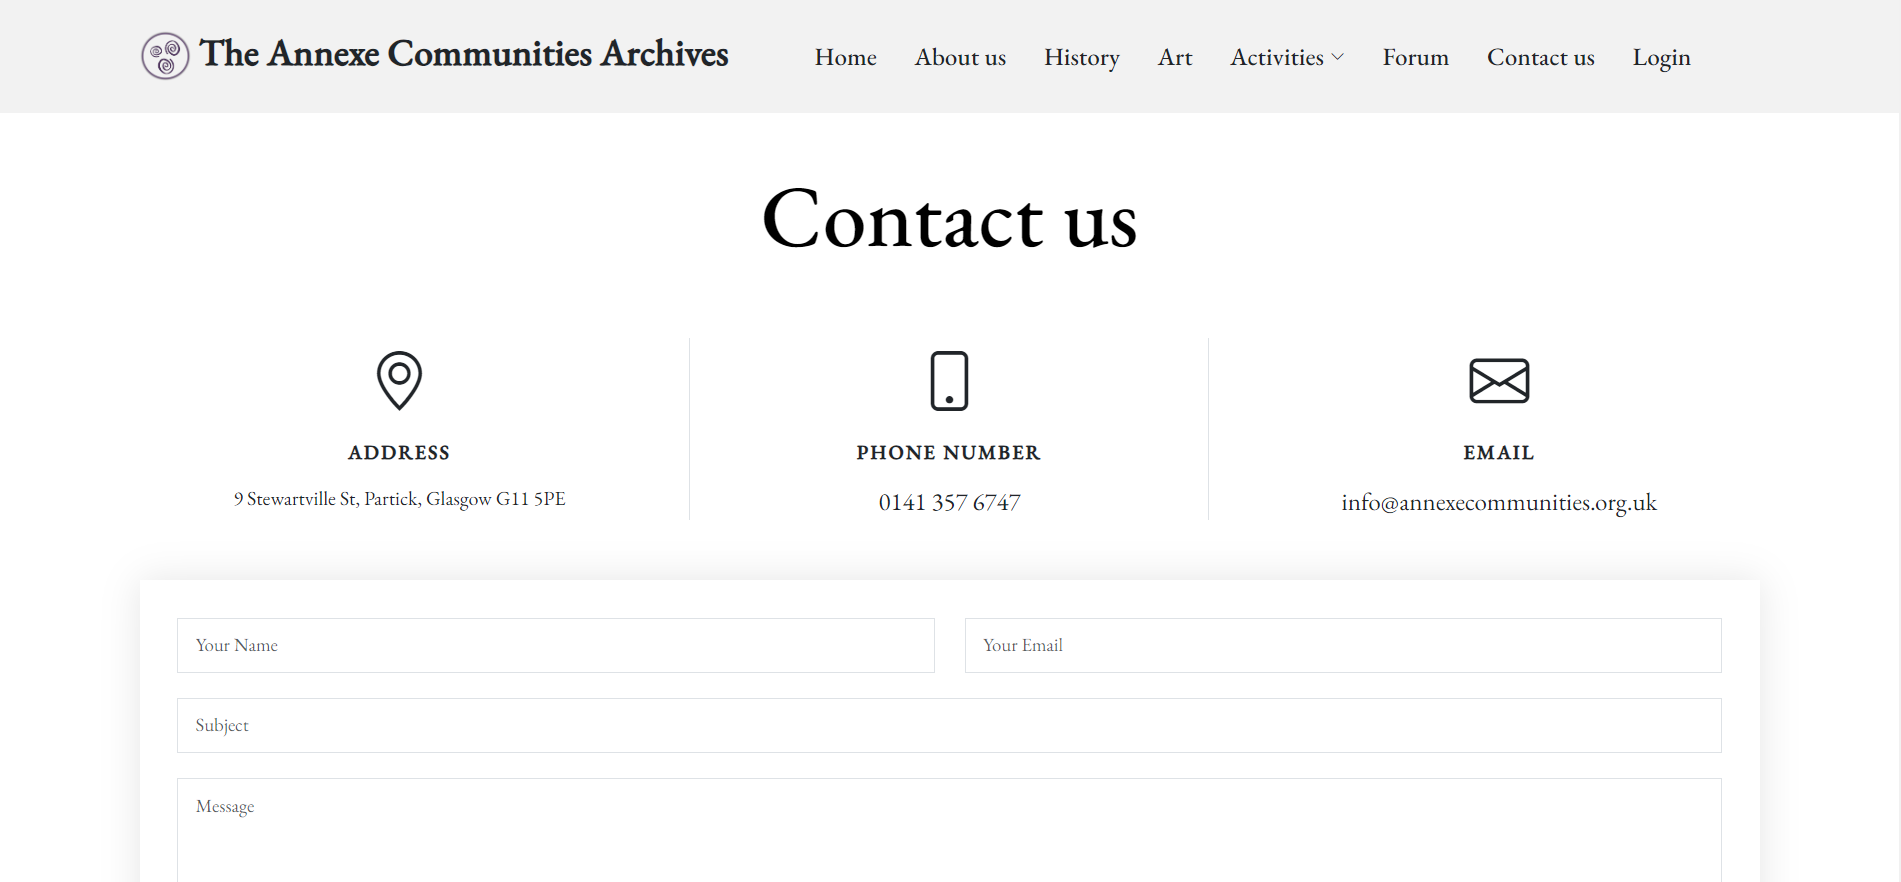 The Annexe Communities Archives
Home About us History Art Activities Forum Contact us Login
Contact us
ADDRESS
9 Stewartville St, Partick, Glasgow G11 5PE
PHONE NUMBER
0141 357 6747
EMAIL
info@annexecommunities.org.uk
Your Name
Your Email
Subject
Message